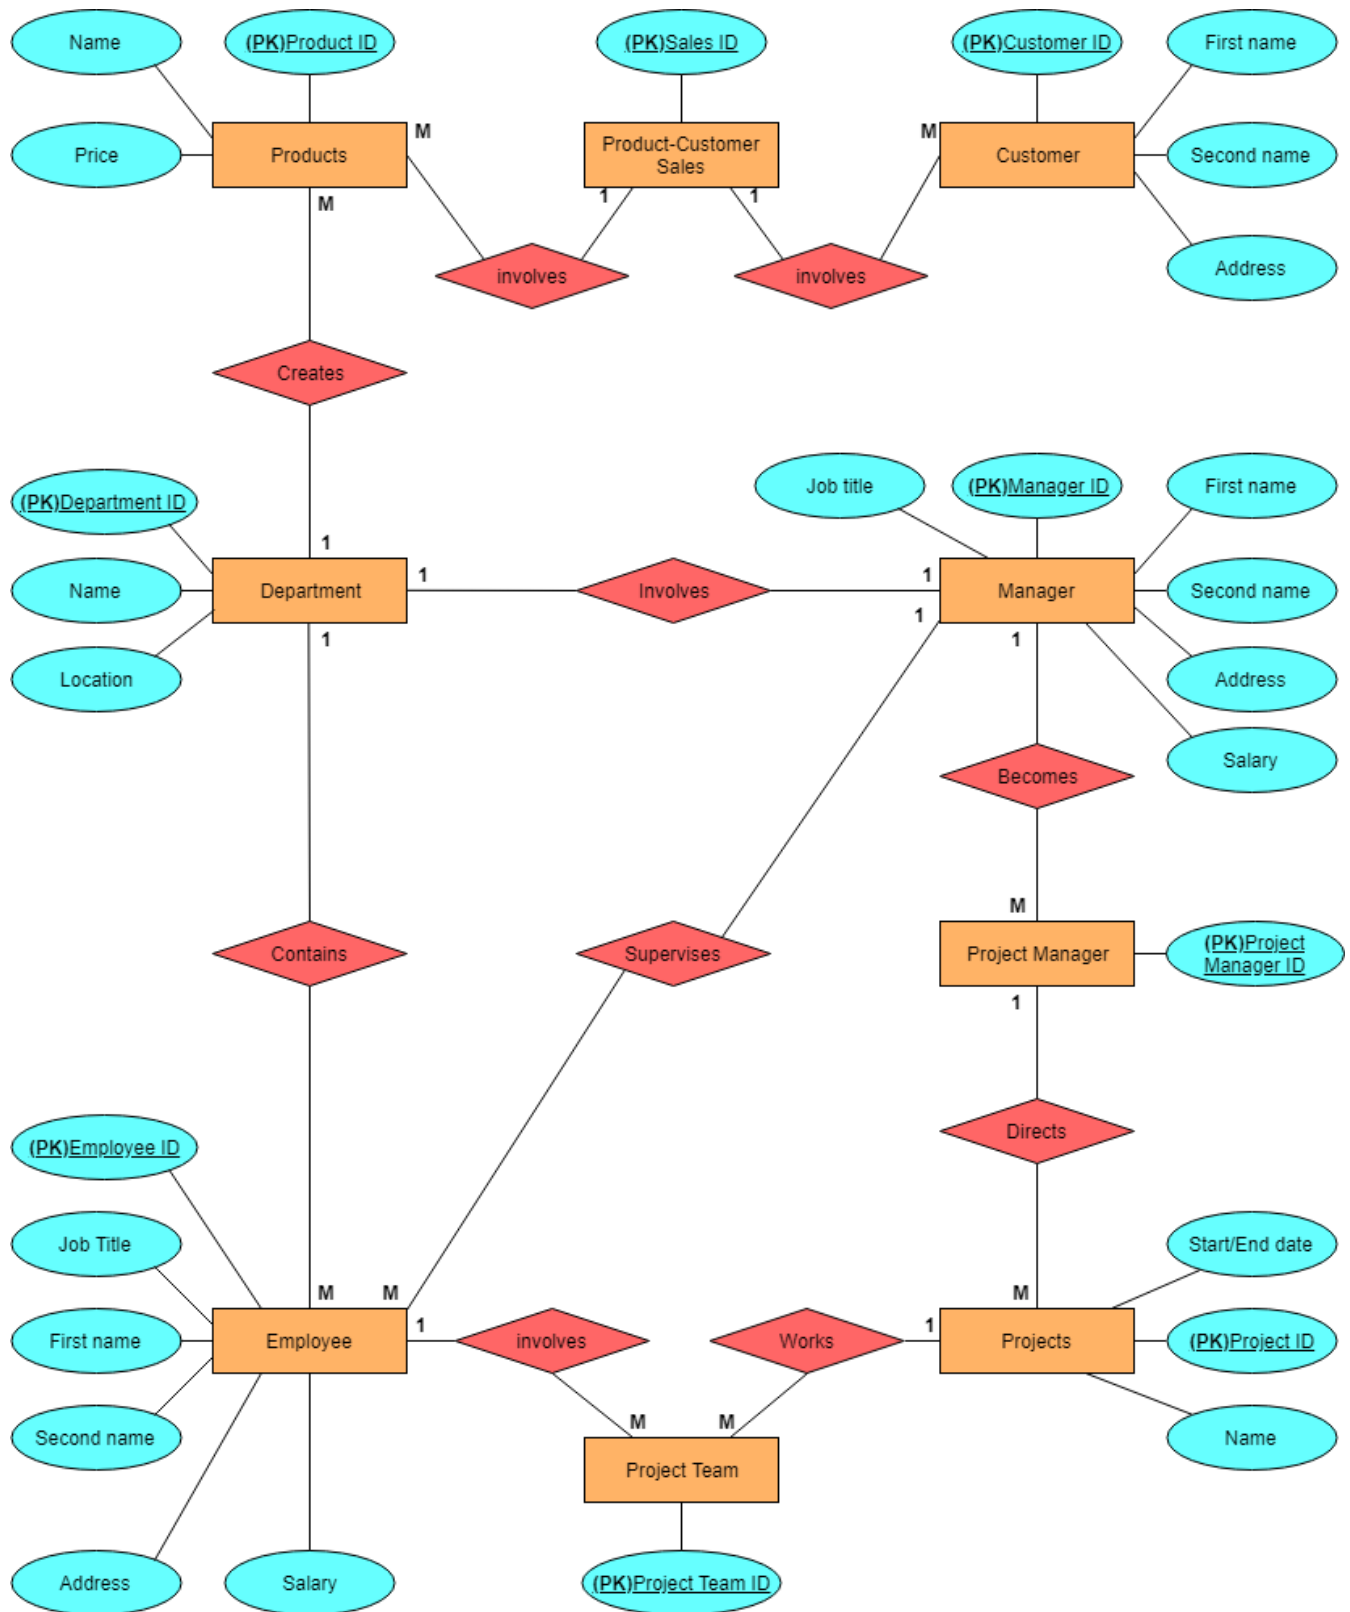 Name
(PK)Product ID
(PK)Sales ID
(PK)Customer ID
First name
Price
Products
M
Product-Customer
Sales
M
Customer
Second name
M
1
1
involves
involves
Address
Creates
Job title
(PK)Manager ID
First name
(PK)Department ID
1
Name
Department
1
Involves
1
Manager
Second name
1
1
1
Location
Address
Salary
Becomes
M
Contains
Supervises
Project Manager
(PK)Project
Manager ID
1
Directs
(PK)Employee ID
Job Title
Start/End date
M
M
M
First name
Employee
1
involves
Works
1
Projects
(PK)Project ID
Second name
M
M
Name
Project Team
Address
Salary
(PK)Project Team ID